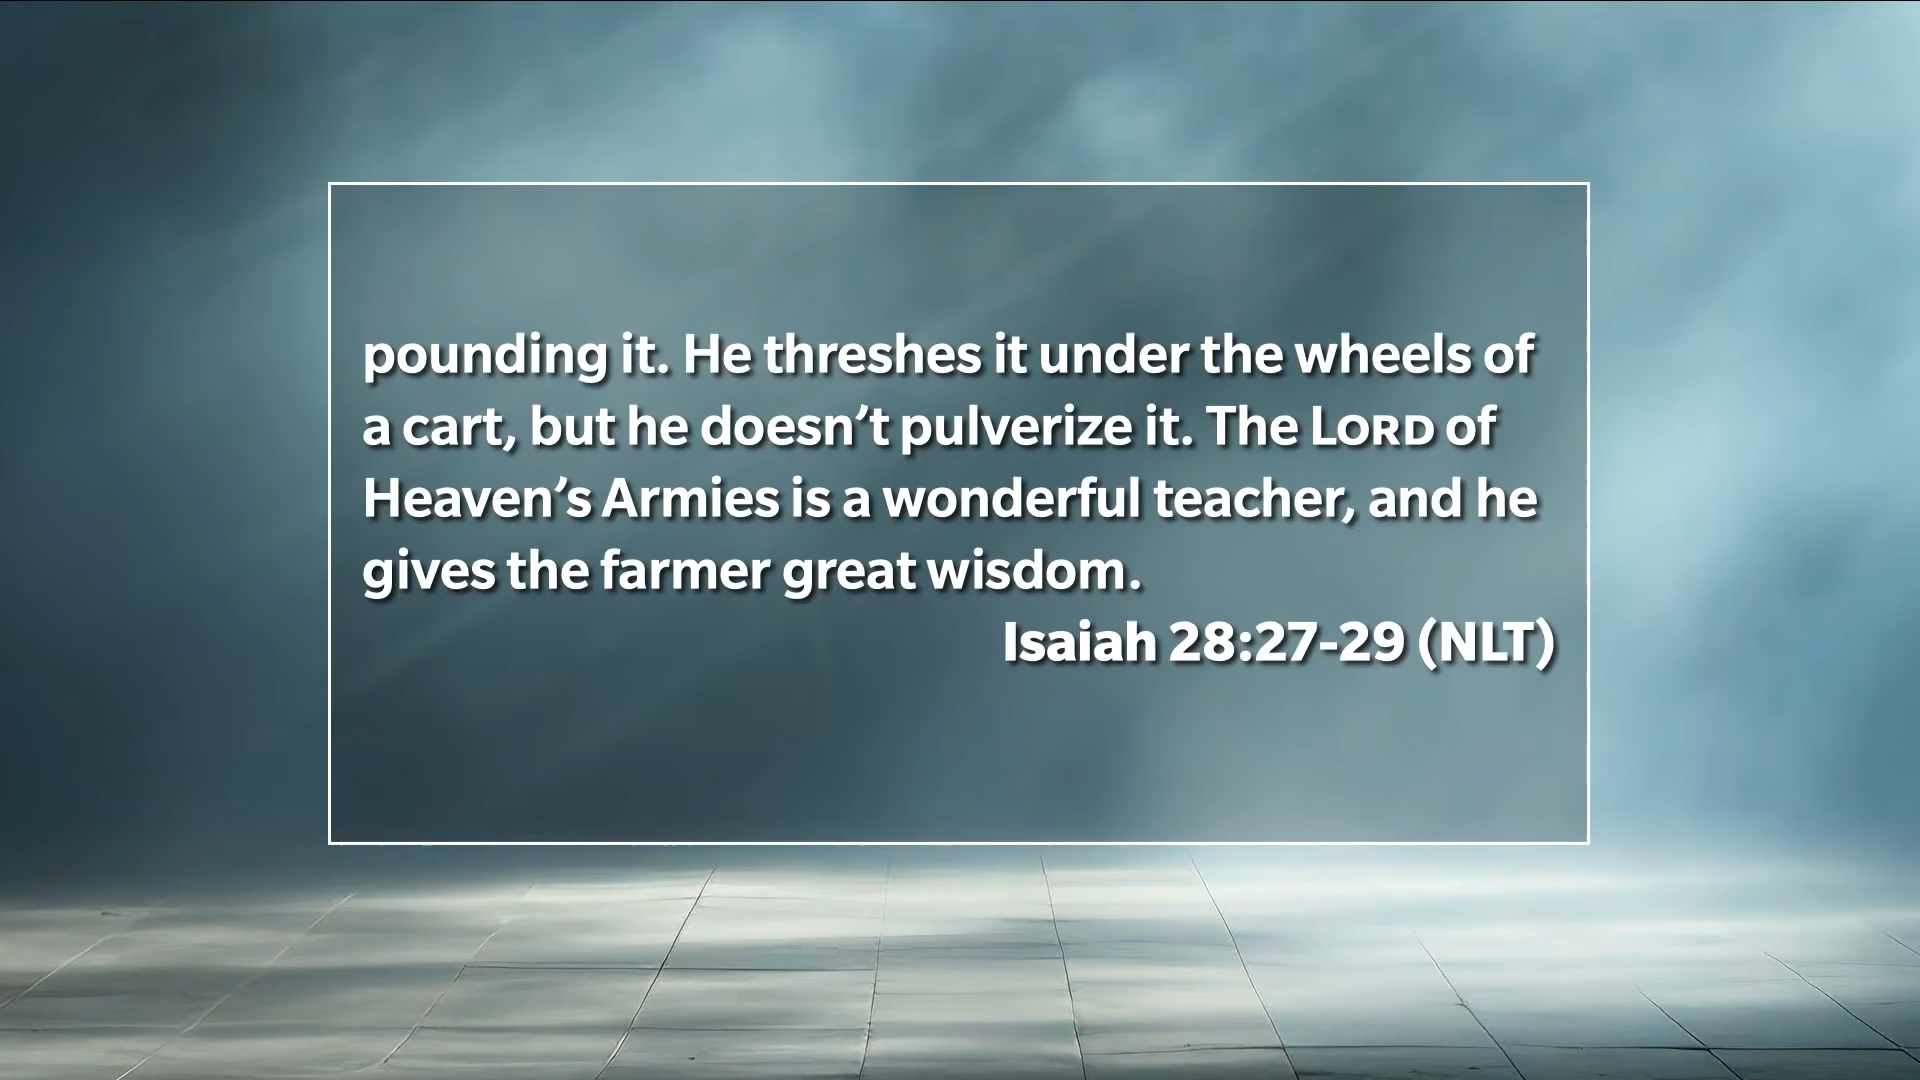 pounding it. He threshes it under the wheels of
a cart, but he doesn’t pulverize it. The LORD of
Heaven’s Armies is a wonderful teacher, and he
gives the farmer great wisdom.
Isaiah 28:27-29 (NLT)